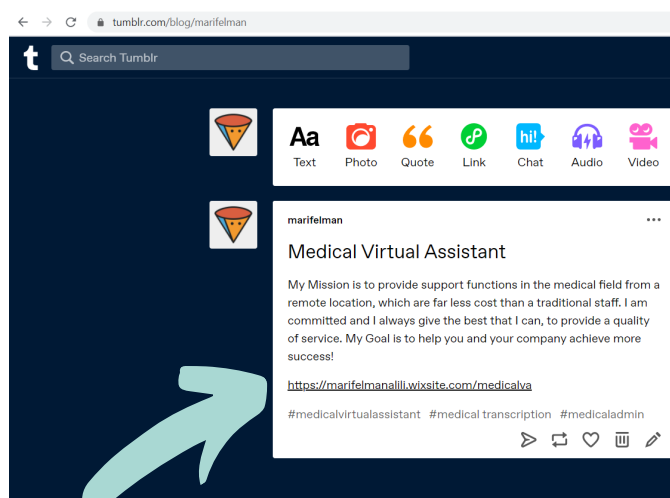 tumblr.com/blog/marifelman
t
Search Tumblr
Aa
hi!
Text Photo Quote Link Chat Audio Video
marifelman
Medical Virtual Assistant
My Mission is to provide support functions in the medical field from a
remote location, which are far less cost than a traditional staff. I am
committed and I always give the best that I can, to provide a quality
of service. My Goal is to help you and your company achieve more
success!
https://marifelmanalili.wixsite.com/medicalva
#medicalvirtualassistant #medical transcription #medicaladmin